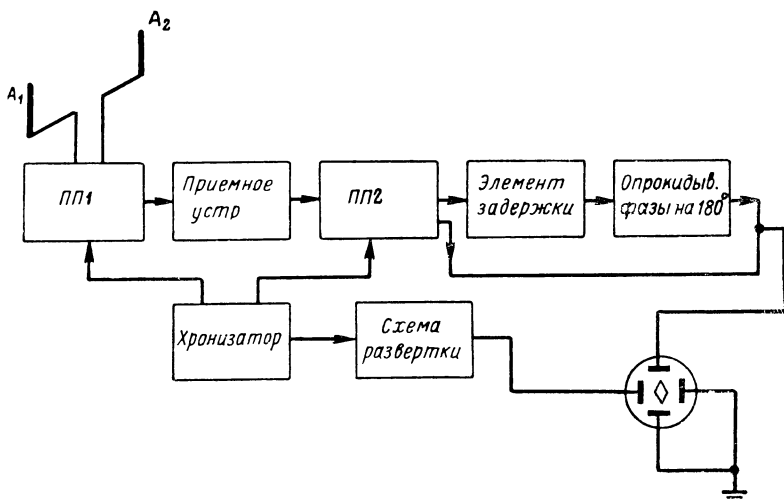 A₂
A₁
ПП1
Приемное
устр
ПП2
Элемент
задержки
Опрокидыв.
фазы на 180°
Хронизатор
Схема
развертки